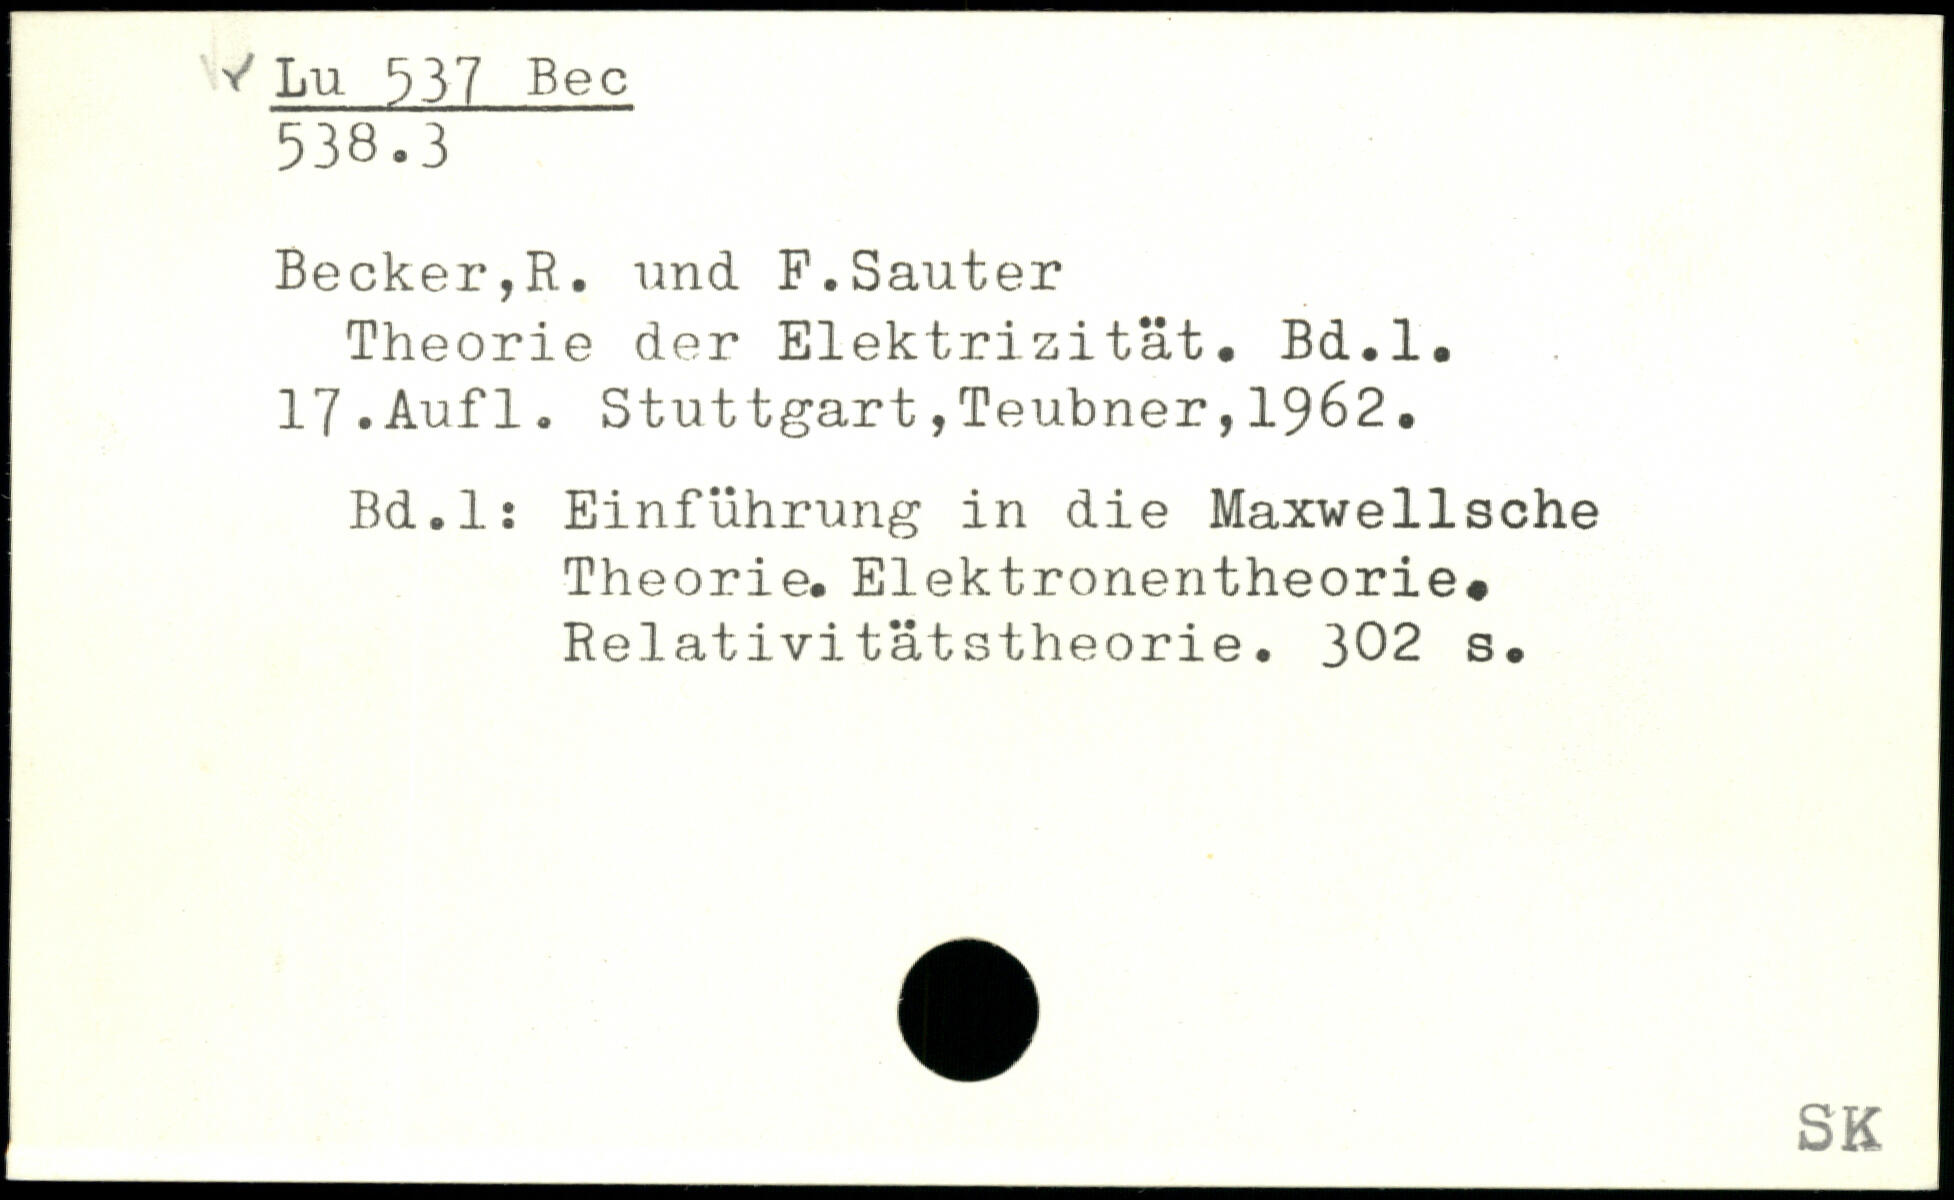 Lu 537 Bec
538.3
Becker,R. und F.Sauter
Theorie der Elektrizität. Bd.1.
17.Aufl. Stuttgart,Teubner,1962.
Bd.1: Einführung in die Maxwellsche
Theorie. Elektronentheorie.
Relativitätstheorie. 302 s.
SK